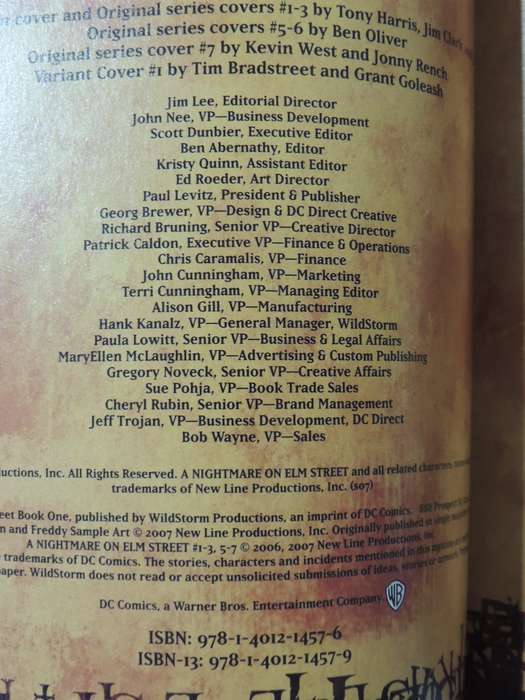 cover and Original series covers #1-3 by Tony Harris, Jim Clark
Original series covers #5-6 by Ben Oliver
Original series cover #7 by Kevin West and Jonny Rench
Variant Cover #1 by Tim Bradstreet and Grant Goleash
Jim Lee, Editorial Director
John Nee, VP—Business Development
Scott Dunbier, Executive Editor
Ben Abernathy, Editor
Kristy Quinn, Assistant Editor
Ed Roeder, Art Director
Paul Levitz, President & Publisher
Georg Brewer, VP—Design & DC Direct Creative
Richard Bruning, Senior VP—Creative Director
Patrick Caldon, Executive VP—Finance & Operations
Chris Caramalis, VP—Finance
John Cunningham, VP—Marketing
Terri Cunningham, VP—Managing Editor
Alison Gill, VP—Manufacturing
Hank Kanalz, VP—General Manager, WildStorm
Paula Lowitt, Senior VP—Business & Legal Affairs
MaryEllen McLaughlin, VP—Advertising & Custom Publishing
Gregory Noveck, Senior VP—Creative Affairs
Sue Pohja, VP—Book Trade Sales
Cheryl Rubin, Senior VP—Brand Management
Jeff Trojan, VP—Business Development, DC Direct
Bob Wayne, VP—Sales
uctions, Inc. All Rights Reserved. A NIGHTMARE ON ELM STREET and all related characters,
trademarks of New Line Productions, Inc. (s07)
eet Book One, published by WildStorm Productions, an imprint of DC Comics. 888 Prospect
n and Freddy Sample Art © 2007 New Line Productions, Inc. Originally published in single
A NIGHTMARE ON ELM STREET #1-3, 5-7 © 2006, 2007 New Line Productions, Inc.
trademarks of DC Comics. The stories, characters and incidents mentioned in this
aper. WildStorm does not read or accept unsolicited submissions of ideas, stories or artwork.
DC Comics, a Warner Bros. Entertainment Company.
WB
ISBN: 978-1-4012-1457-6
ISBN-13: 978-1-4012-1457-9